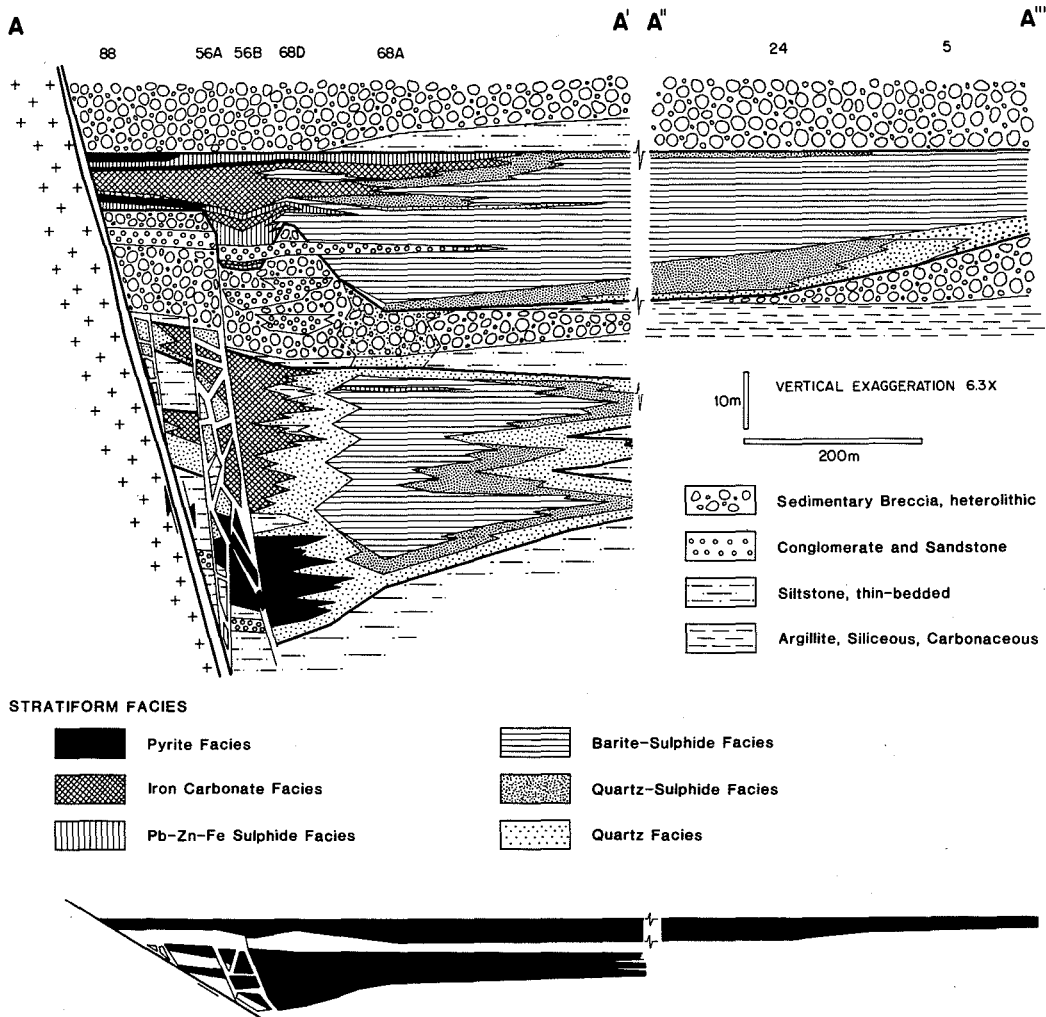 A A' A" A'''
88 56A 56B 68D 68A 24 5
VERTICAL EXAGGERATION 6.3X
10m
200m
Sedimentary Breccia, heterolithic
Conglomerate and Sandstone
Siltstone, thin-bedded
Argillite, Siliceous, Carbonaceous
STRATIFORM FACIES
Pyrite Facies
Barite-Sulphide Facies
Iron Carbonate Facies
Quartz-Sulphide Facies
Pb-Zn-Fe Sulphide Facies
Quartz Facies